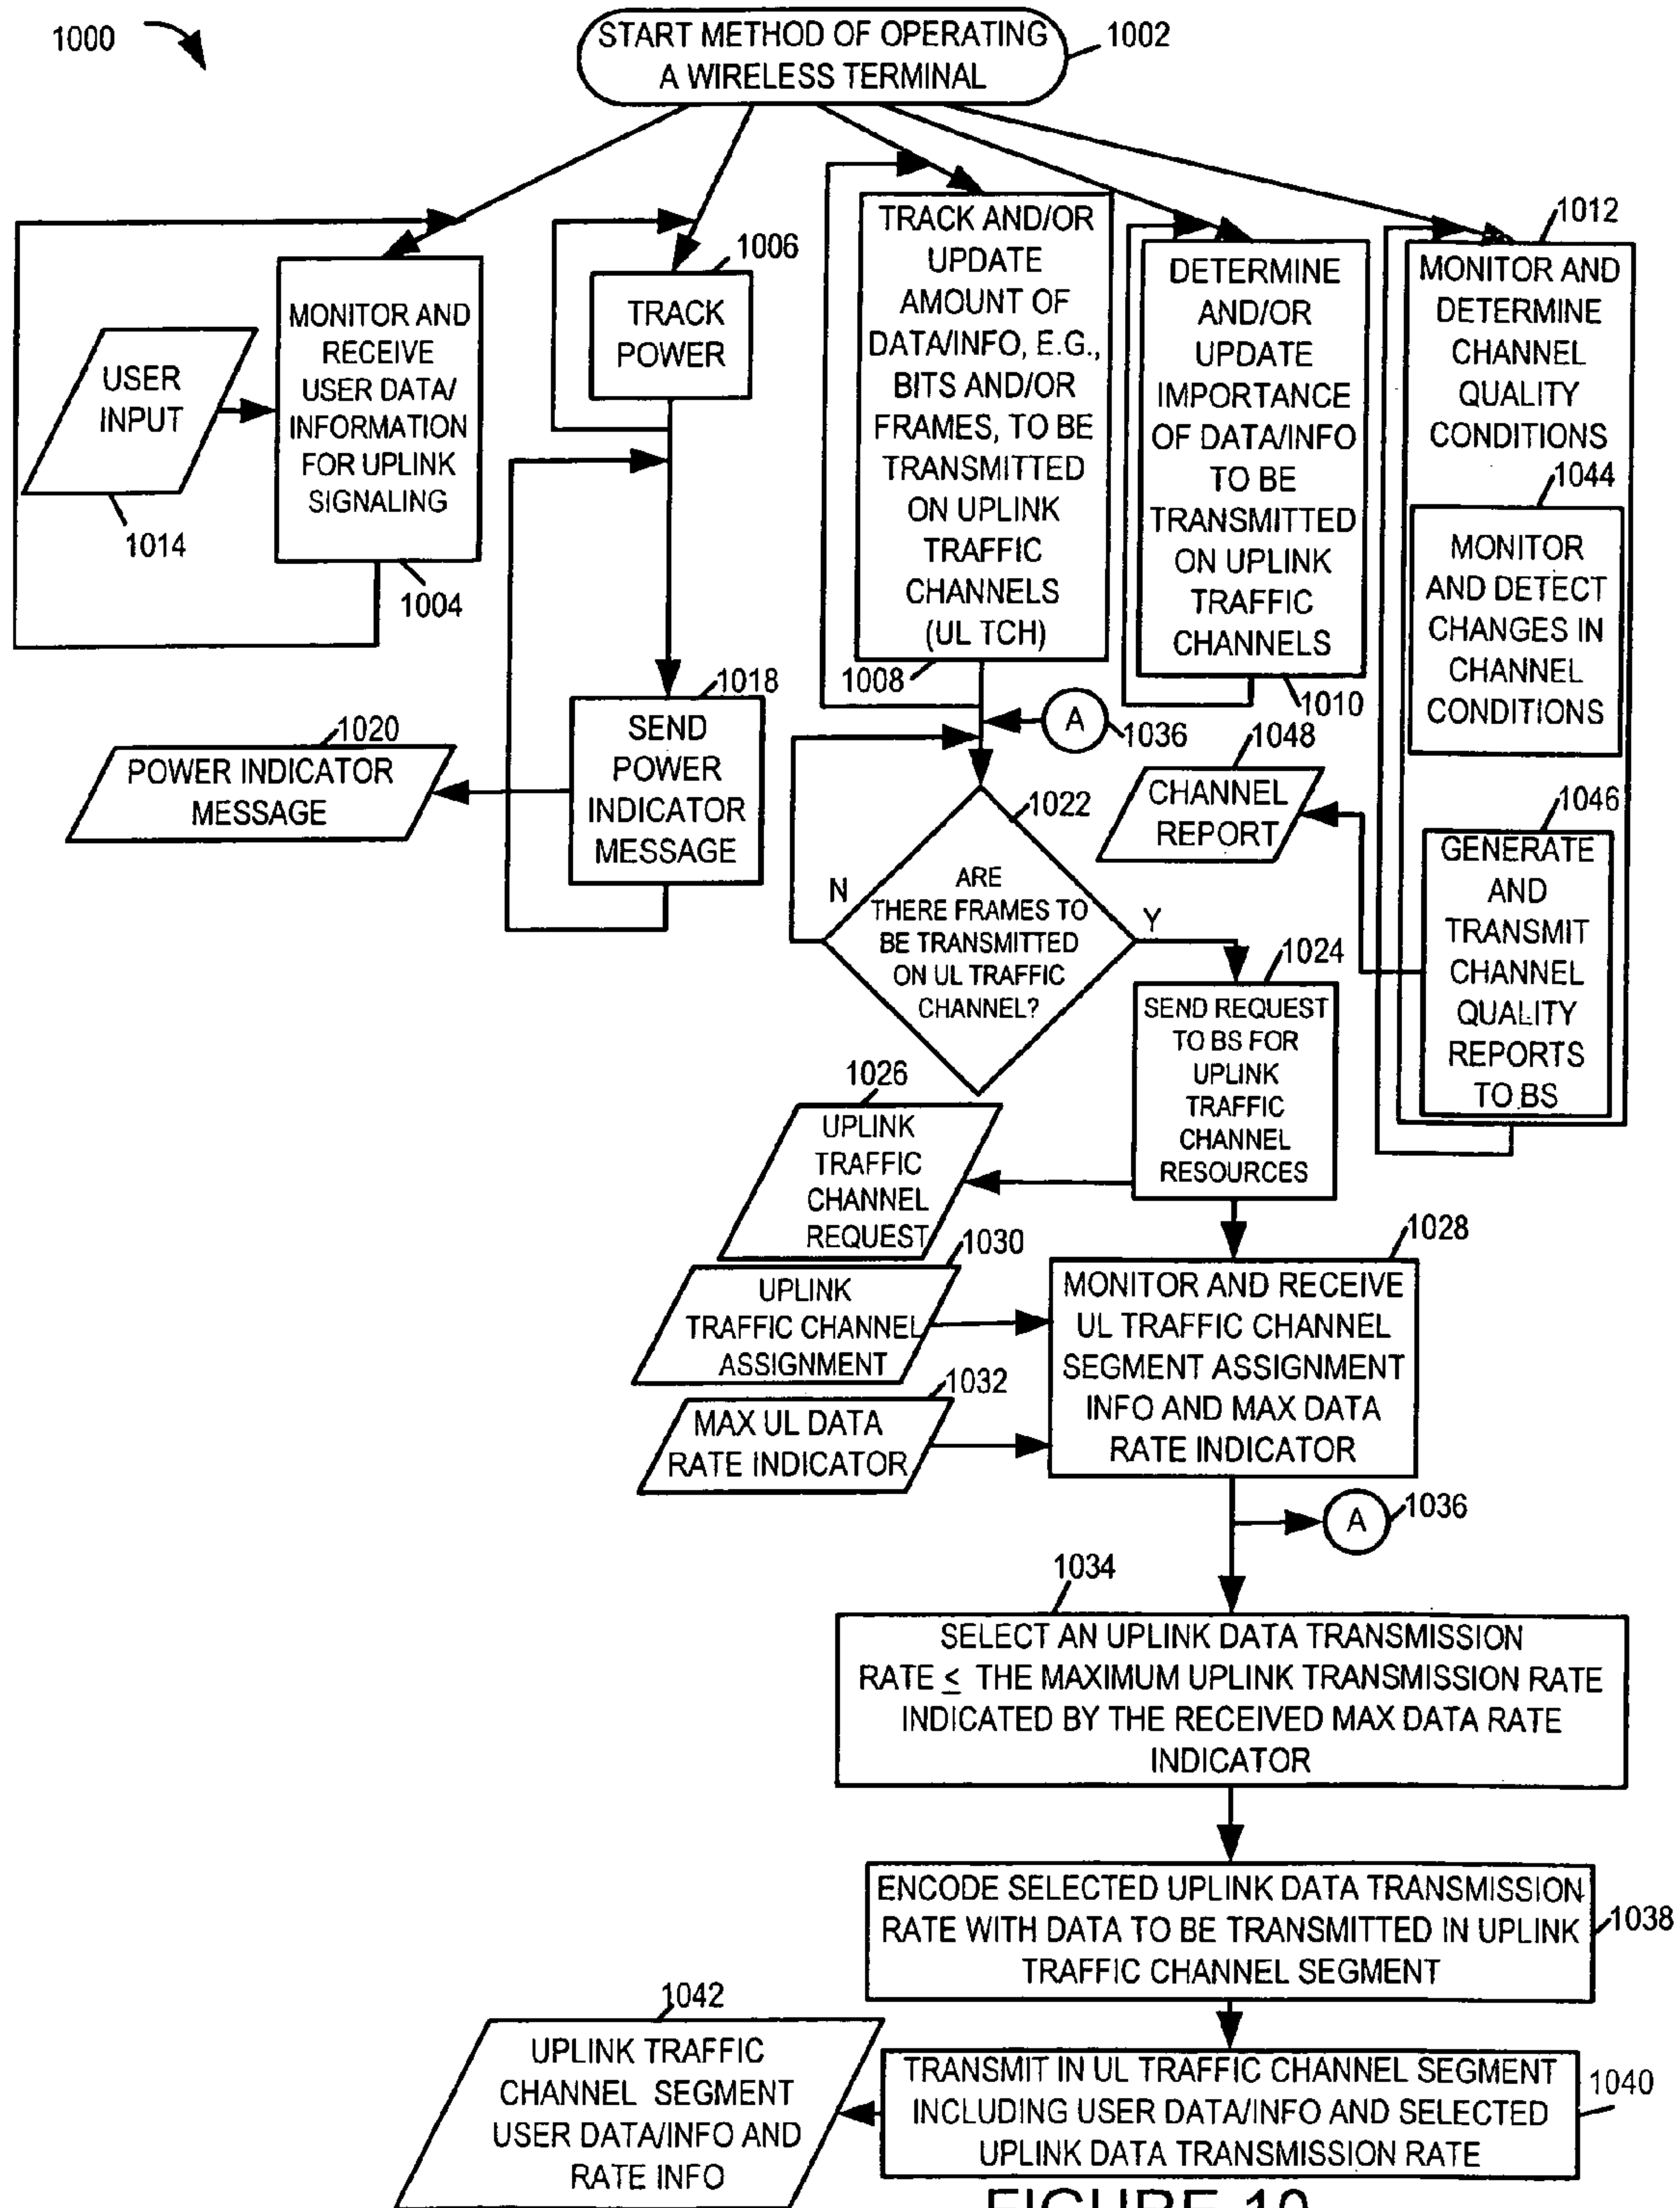 1000
START METHOD OF OPERATING
A WIRELESS TERMINAL
1002
USER
INPUT
1014
MONITOR AND
RECEIVE
USER DATA/
INFORMATION
FOR UPLINK
SIGNALING
1004
1006
TRACK
POWER
1018
SEND
POWER
INDICATOR
MESSAGE
1020
POWER INDICATOR
MESSAGE
TRACK AND/OR
UPDATE
AMOUNT OF
DATA/INFO, E.G.,
BITS AND/OR
FRAMES, TO BE
TRANSMITTED
ON UPLINK
TRAFFIC
CHANNELS
(UL TCH)
1008
DETERMINE
AND/OR
UPDATE
IMPORTANCE
OF DATA/INFO
TO BE
TRANSMITTED
ON UPLINK
TRAFFIC
CHANNELS
1010
1012
MONITOR AND
DETERMINE
CHANNEL
QUALITY
CONDITIONS
1044
MONITOR
AND DETECT
CHANGES IN
CHANNEL
CONDITIONS
1046
GENERATE
AND
TRANSMIT
CHANNEL
QUALITY
REPORTS
TO BS
1048
CHANNEL
REPORT
A
1036
1022
ARE
THERE FRAMES TO
BE TRANSMITTED
ON UL TRAFFIC
CHANNEL?
N
Y
1024
SEND REQUEST
TO BS FOR
UPLINK
TRAFFIC
CHANNEL
RESOURCES
1026
UPLINK
TRAFFIC
CHANNEL
REQUEST
1028
MONITOR AND RECEIVE
UL TRAFFIC CHANNEL
SEGMENT ASSIGNMENT
INFO AND MAX DATA
RATE INDICATOR
1030
UPLINK
TRAFFIC CHANNEL
ASSIGNMENT
1032
MAX UL DATA
RATE INDICATOR
A
1036
1034
SELECT AN UPLINK DATA TRANSMISSION
RATE ≤ THE MAXIMUM UPLINK TRANSMISSION RATE
INDICATED BY THE RECEIVED MAX DATA RATE
INDICATOR
ENCODE SELECTED UPLINK DATA TRANSMISSION
RATE WITH DATA TO BE TRANSMITTED IN UPLINK
TRAFFIC CHANNEL SEGMENT
1038
1042
UPLINK TRAFFIC
CHANNEL SEGMENT
USER DATA/INFO AND
RATE INFO
TRANSMIT IN UL TRAFFIC CHANNEL SEGMENT
INCLUDING USER DATA/INFO AND SELECTED
UPLINK DATA TRANSMISSION RATE
1040
FIGURE 10